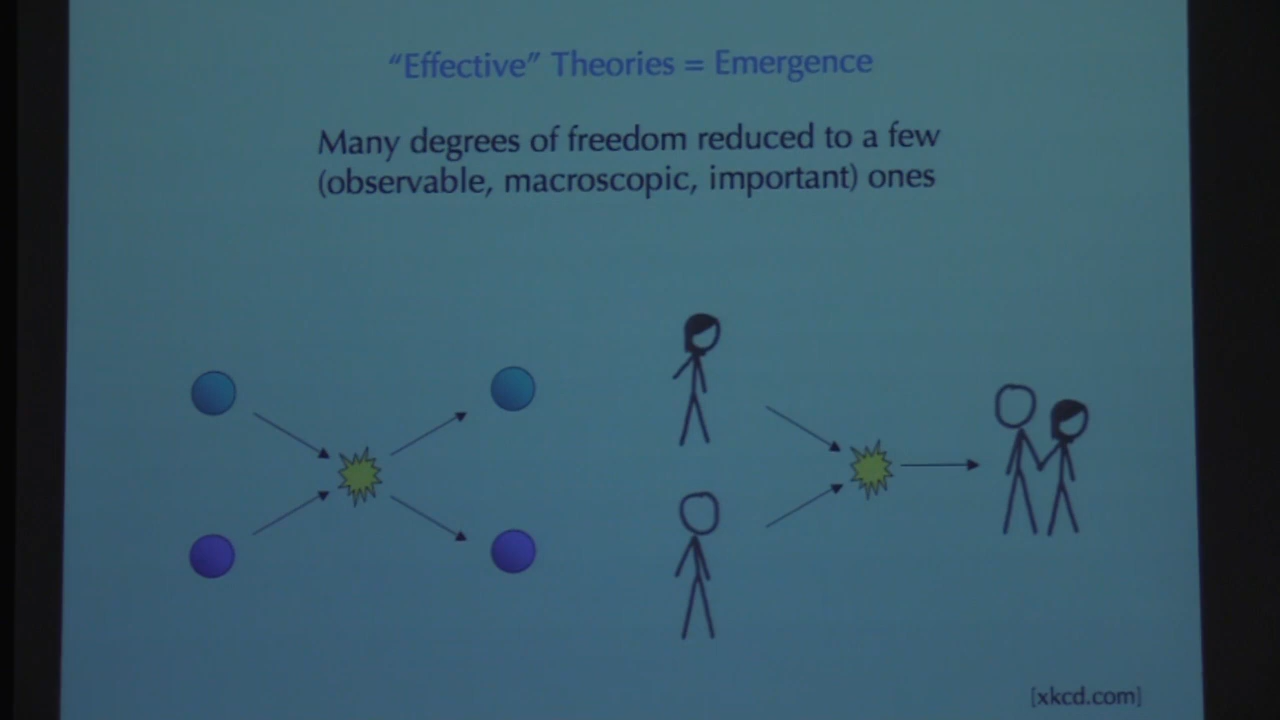 “Effective” Theories = Emergence
Many degrees of freedom reduced to a few
(observable, macroscopic, important) ones
[xkcd.com]